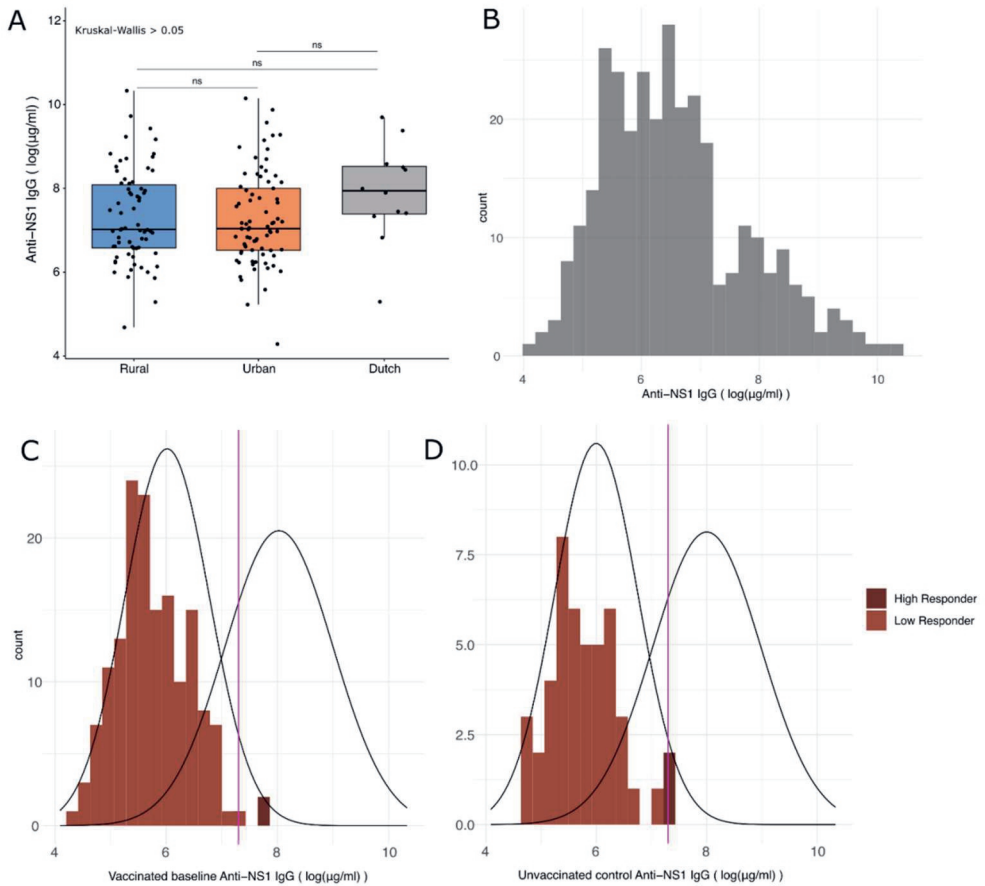 A
Kruskal-Wallis > 0.05
ns
ns
ns
12
10
8
6
4
Anti-NS1 IgG ( log(µg/ml) )
Rural Urban Dutch
B
count
20
10
0
4 6 8 10
Anti-NS1 IgG ( log(µg/ml) )
C
count
20
10
0
4 6 8 10
Vaccinated baseline Anti-NS1 IgG ( log(µg/ml) )
D
10.0
7.5
5.0
2.5
0.0
4 6 8 10
Unvaccinated control Anti-NS1 IgG ( log(µg/ml) )
High Responder
Low Responder